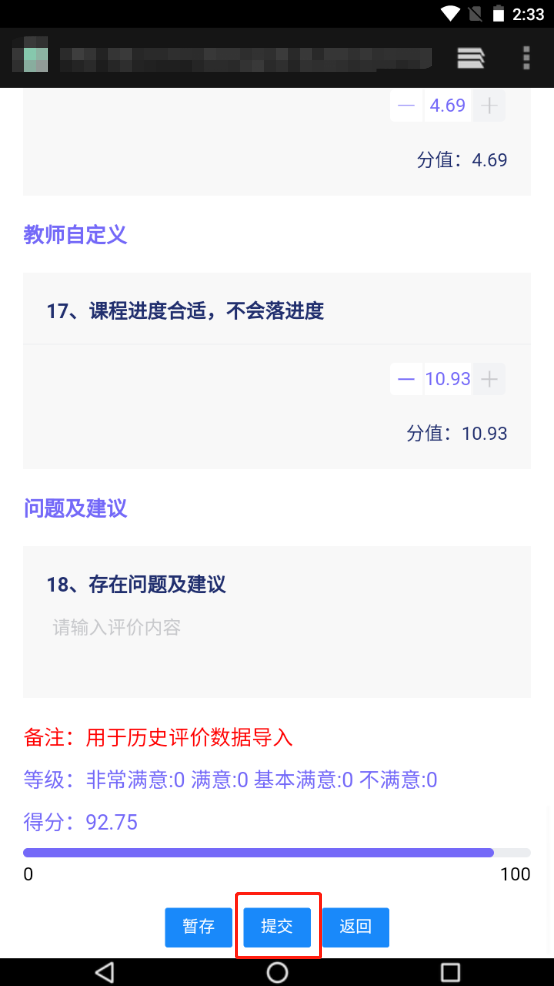 2:33
4.69
分值：4.69
教师自定义
17、课程进度合适，不会落进度
10.93
分值：10.93
问题及建议
18、存在问题及建议
请输入评价内容
备注：用于历史评价数据导入
等级：非常满意:0 满意:0 基本满意:0 不满意:0
得分：92.75
0 100
暂存 提交 返回